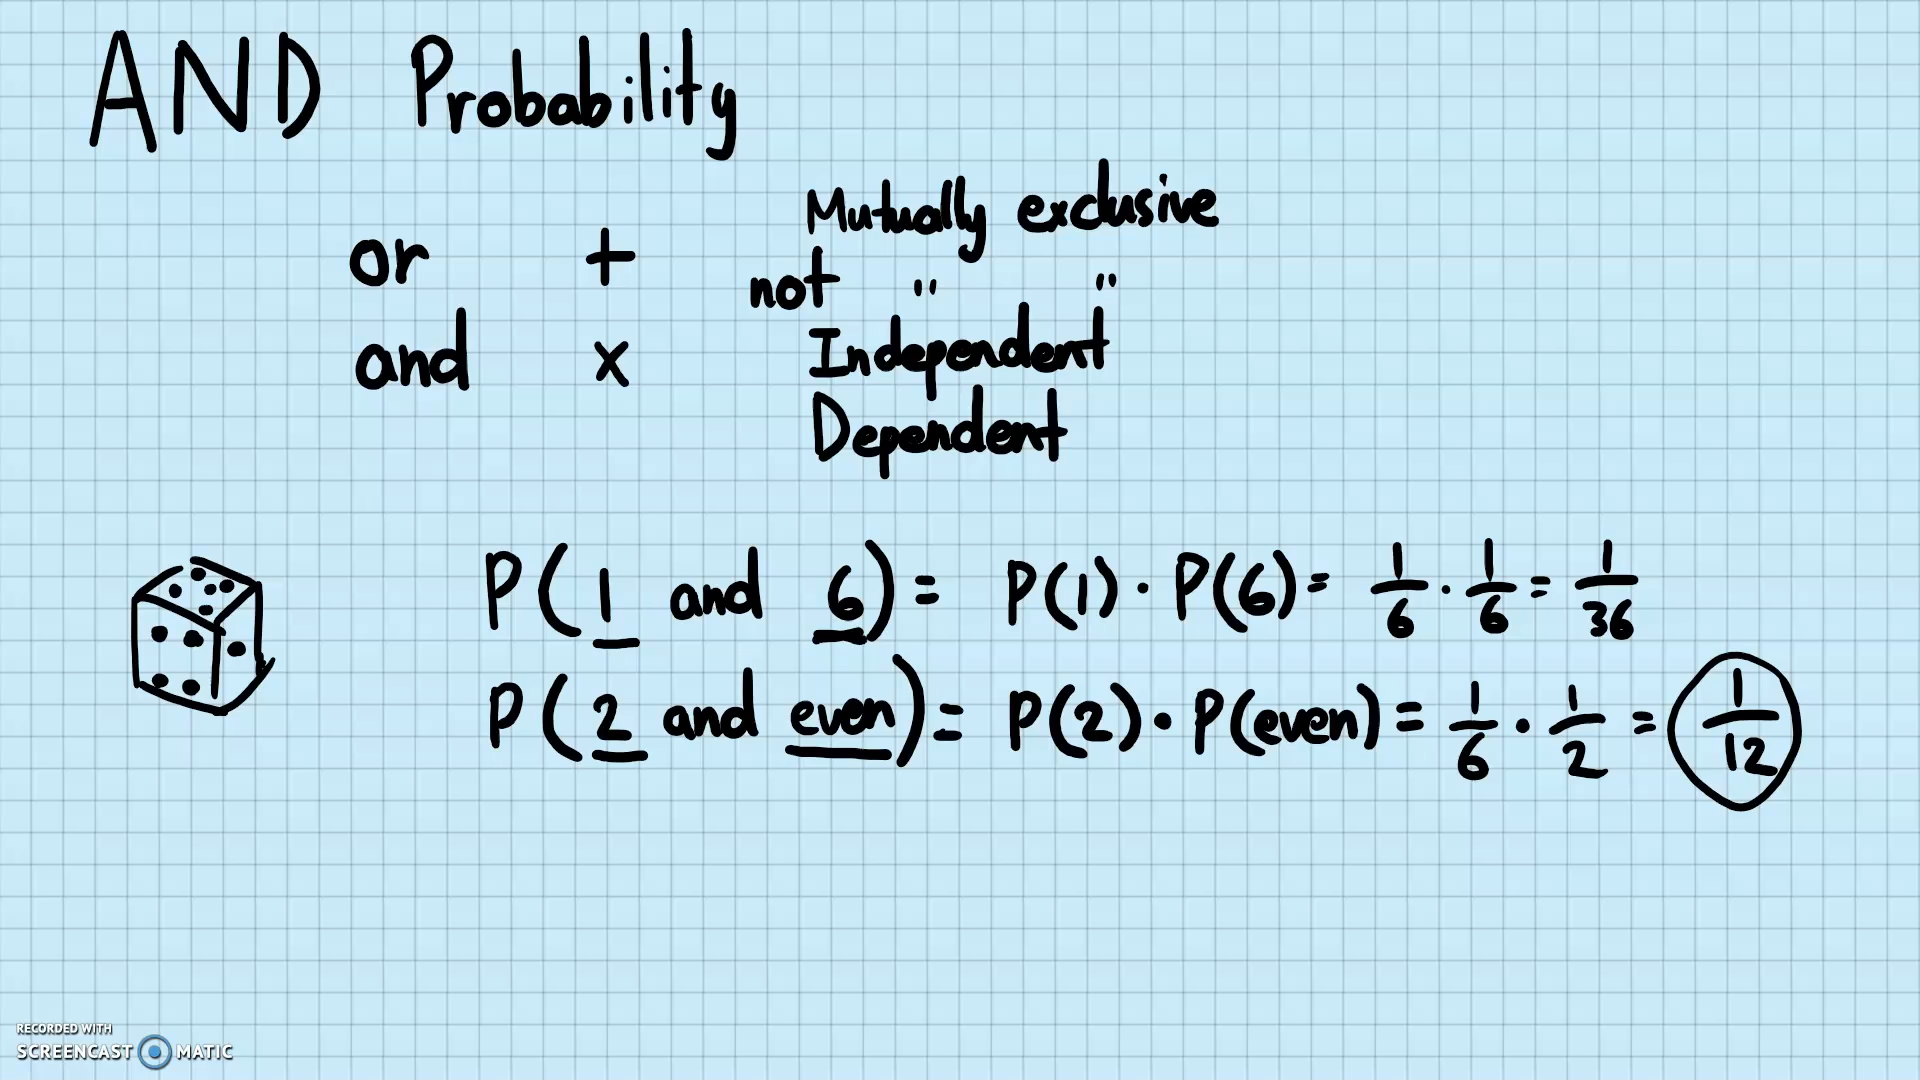 AND Probability
or + Mutually exclusive
not " "
and x Independent
Dependent
P(1 and 6) = P(1) · P(6) = 1/6 · 1/6 = 1/36
P(2 and even) = P(2) · P(even) = 1/6 · 1/2 = 1/12
RECORDED WITH
SCREENCAST MATIC